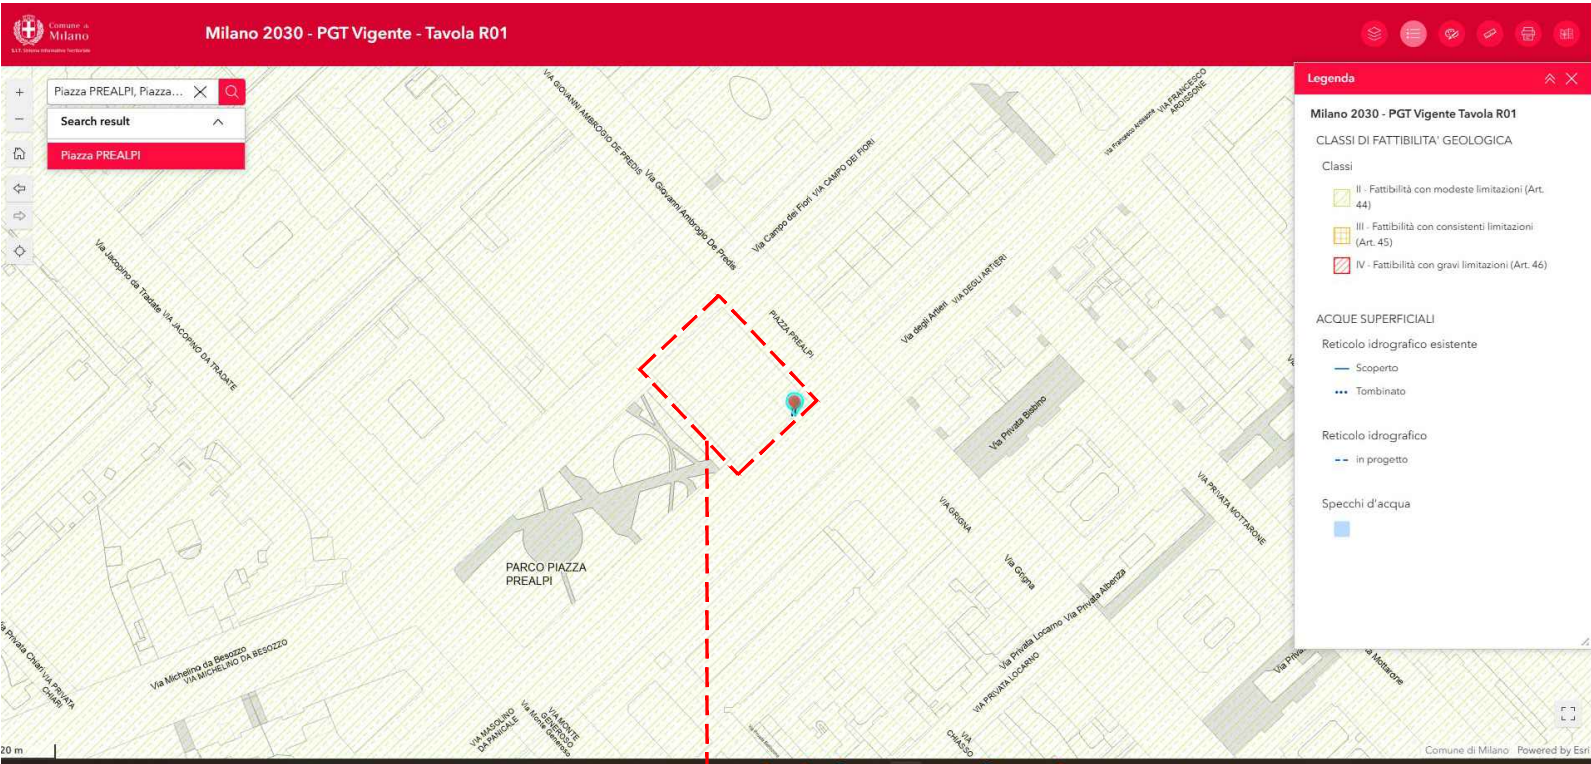 Comune di
Milano
S.I.T. Sistema Informativo Territoriale
Milano 2030 - PGT Vigente - Tavola R01
+
−
Piazza PREALPI, Piazza...
Search result
Piazza PREALPI
Legenda
Milano 2030 - PGT Vigente Tavola R01
CLASSI DI FATTIBILITA' GEOLOGICA
Classi
II - Fattibilità con modeste limitazioni (Art.
44)
III - Fattibilità con consistenti limitazioni
(Art. 45)
IV - Fattibilità con gravi limitazioni (Art. 46)
ACQUE SUPERFICIALI
Reticolo idrografico esistente
Scoperto
Tombinato
Reticolo idrografico
in progetto
Specchi d'acqua
VIA GIOVANNI AMBROGIO DE PREDIS
Via Giovanni Ambrogio De Predis
Via Campo dei Fiori
VIA CAMPO DEI FIORI
Via Francesco Ardissone
VIA FRANCESCO
ARDISSONE
Via Jacopino da Tradate
VIA JACOPINO DA TRADATE
PIAZZA PREALPI
Via degli Artieri
VIA DEGLI ARTIERI
Via Privata Bisbino
VIA PRIVATA MOTTARONE
VIA GRIGNA
Via Grigna
PARCO PIAZZA
PREALPI
Via Privata Locarno
Via Privata Albenza
VIA PRIVATA LOCARNO
Via Priva
a Mottarone
Via Michelino da Besozzo
VIA MICHELINO DA BESOZZO
a Privata Chiari
VIA PRIVATA
CHIARI
VIA MASOLINO
DA PANICALE
Via Monte Generoso
VIA MONTE
GENEROSO
VIA
CHIASSO
20 m
Comune di Milano
Powered by Esri